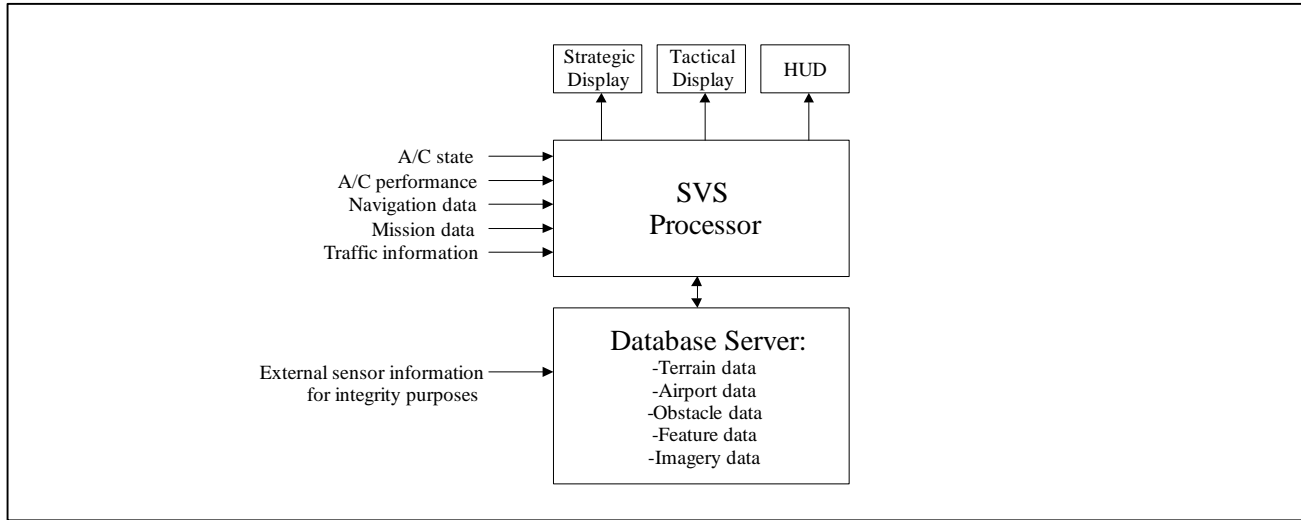 Strategic
Display
Tactical
Display
HUD
A/C state
A/C performance
Navigation data
Mission data
Traffic information
SVS
Processor
External sensor information
for integrity purposes
Database Server:
-Terrain data
-Airport data
-Obstacle data
-Feature data
-Imagery data